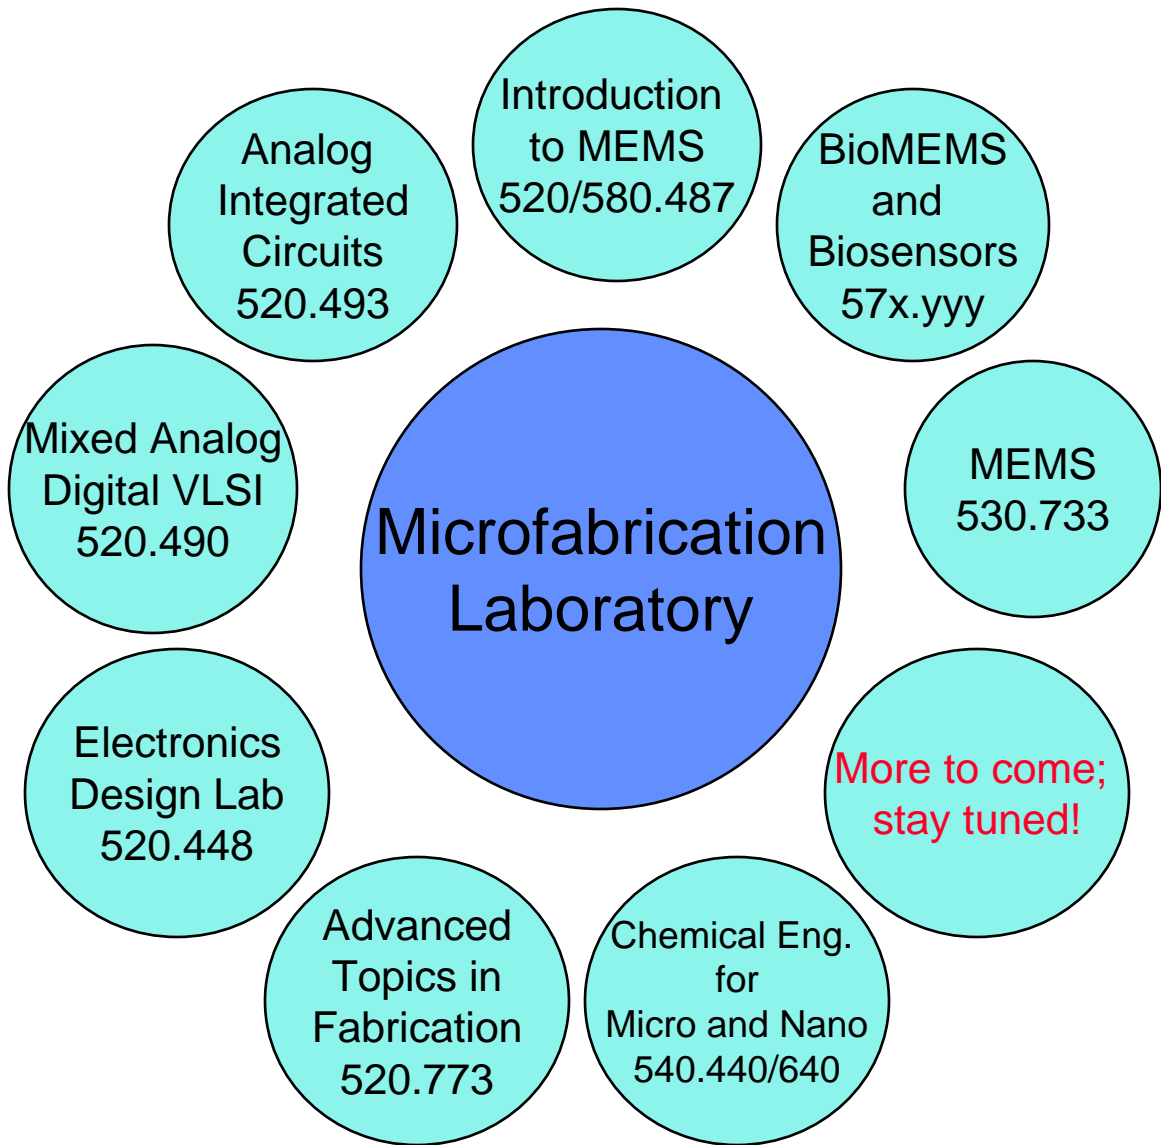 Introduction
to MEMS
520/580.487
BioMEMS
and
Biosensors
57x.yyy
MEMS
530.733
More to come;
stay tuned!
Chemical Eng.
for
Micro and Nano
540.440/640
Advanced
Topics in
Fabrication
520.773
Electronics
Design Lab
520.448
Mixed Analog
Digital VLSI
520.490
Analog
Integrated
Circuits
520.493
Microfabrication
Laboratory